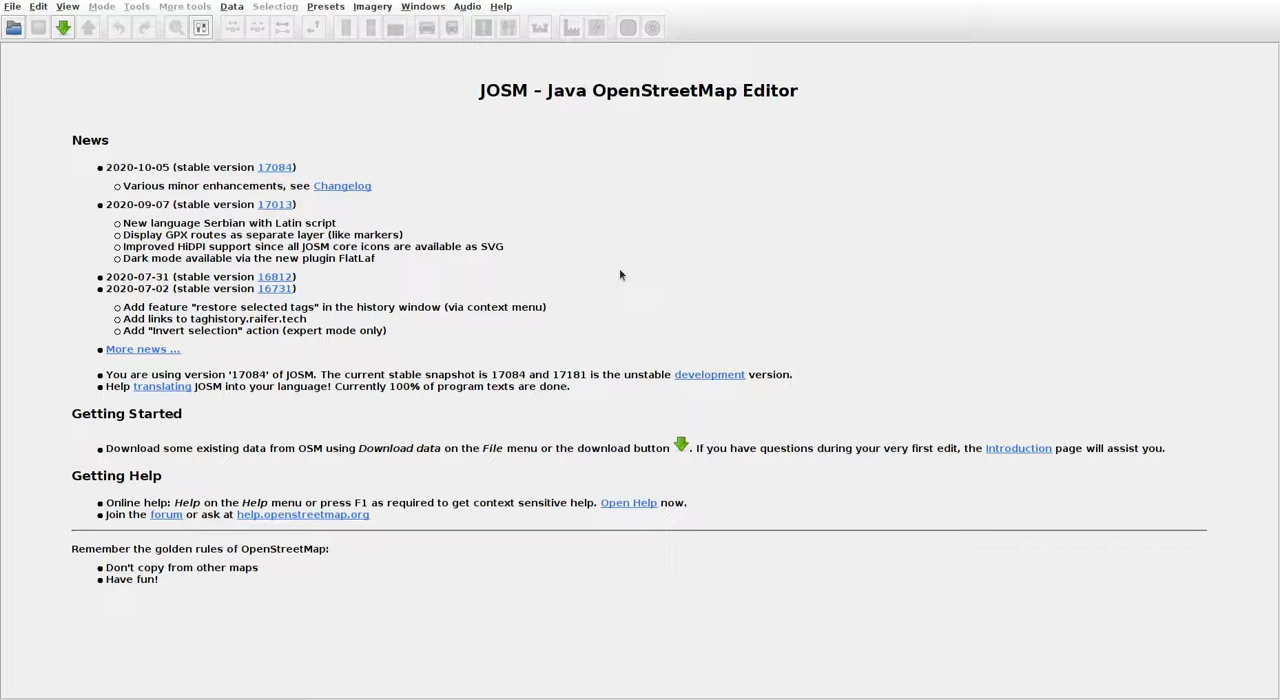 File Edit View Mode Tools More tools Data Selection Presets Imagery Windows Audio Help
JOSM – Java OpenStreetMap Editor
News
2020-10-05 (stable version 17084)
Various minor enhancements, see Changelog
2020-09-07 (stable version 17013)
New language Serbian with Latin script
Display GPX routes as separate layer (like markers)
Improved HiDPI support since all JOSM core icons are available as SVG
Dark mode available via the new plugin FlatLaf
2020-07-31 (stable version 16812)
2020-07-02 (stable version 16731)
Add feature "restore selected tags" in the history window (via context menu)
Add links to taghistory.raifer.tech
Add "Invert selection" action (expert mode only)
More news ...
You are using version '17084' of JOSM. The current stable snapshot is 17084 and 17181 is the unstable development version.
Help translating JOSM into your language! Currently 100% of program texts are done.
Getting Started
Download some existing data from OSM using Download data on the File menu or the download button . If you have questions during your very first edit, the Introduction page will assist you.
Getting Help
Online help: Help on the Help menu or press F1 as required to get context sensitive help. Open Help now.
Join the forum or ask at help.openstreetmap.org
Remember the golden rules of OpenStreetMap:
Don't copy from other maps
Have fun!